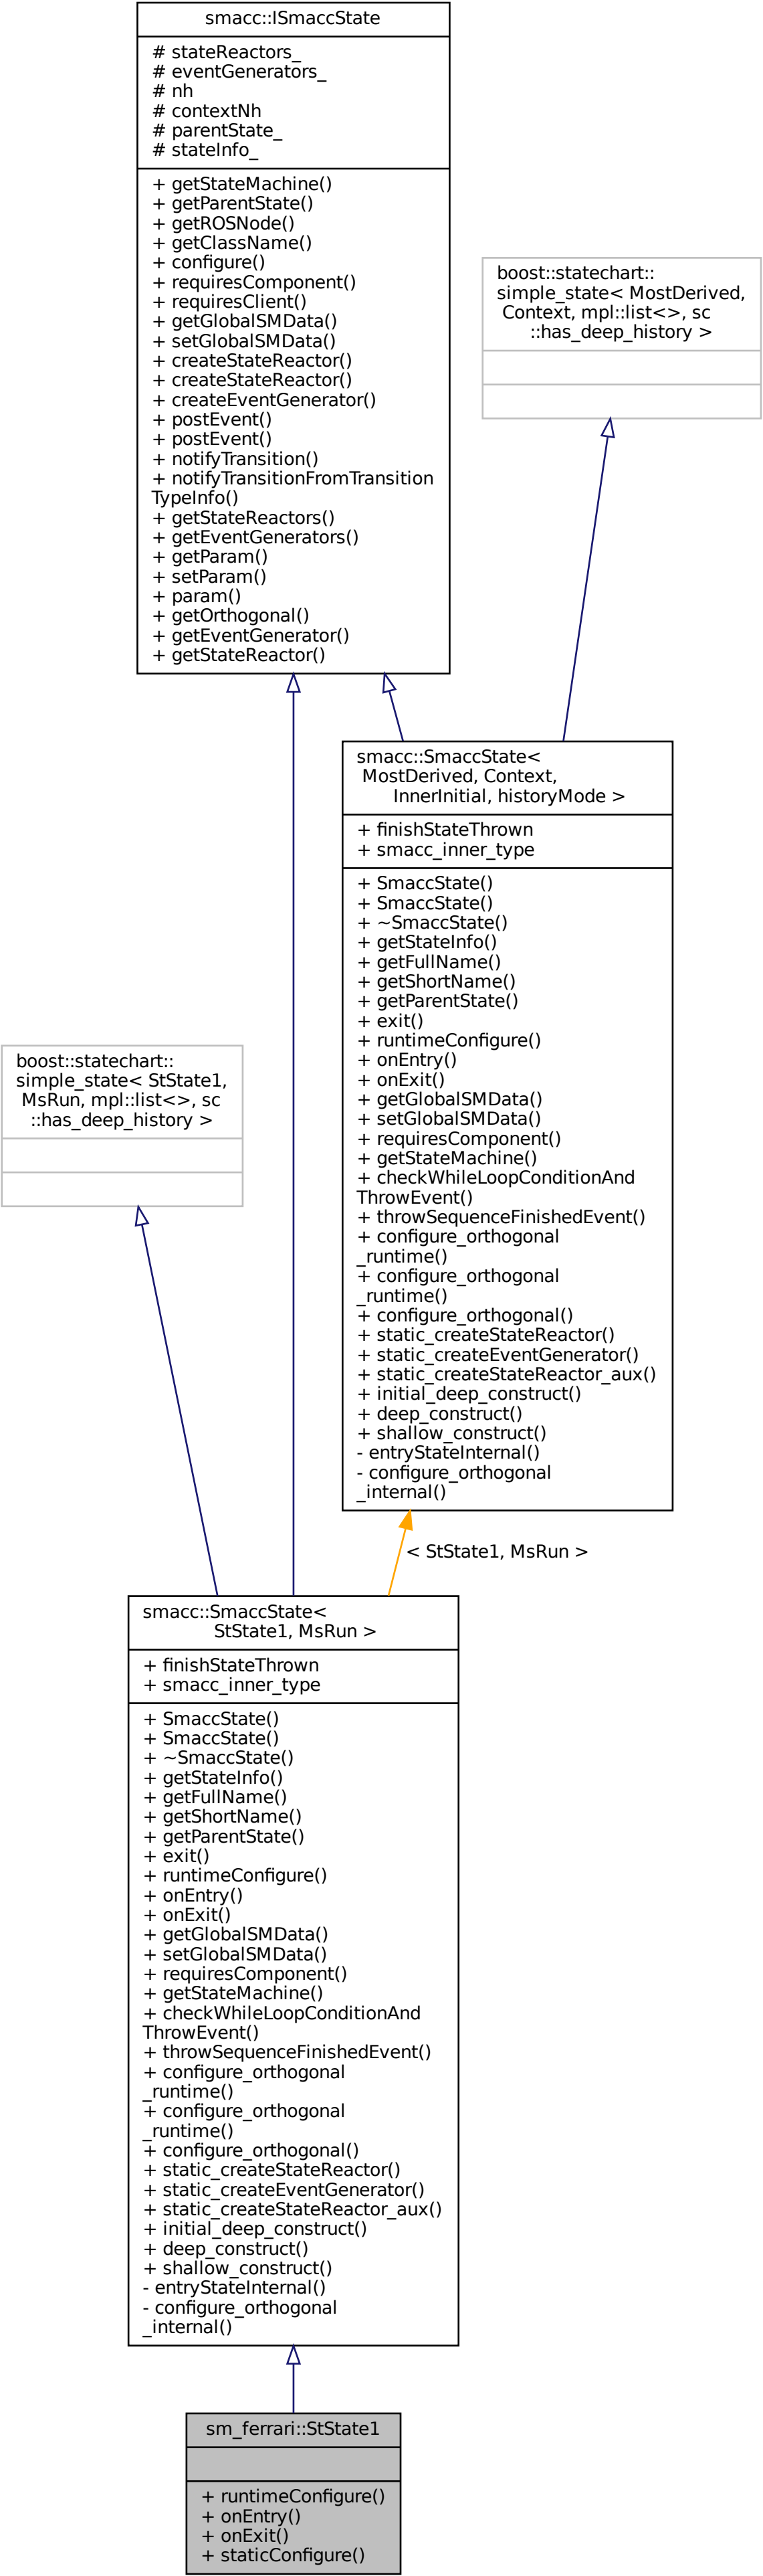 smacc::ISmaccState
# stateReactors_
# eventGenerators_
# nh
# contextNh
# parentState_
# stateInfo_
+ getStateMachine()
+ getParentState()
+ getROSNode()
+ getClassName()
+ configure()
+ requiresComponent()
+ requiresClient()
+ getGlobalSMData()
+ setGlobalSMData()
+ createStateReactor()
+ createStateReactor()
+ createEventGenerator()
+ postEvent()
+ postEvent()
+ notifyTransition()
+ notifyTransitionFromTransition
TypeInfo()
+ getStateReactors()
+ getEventGenerators()
+ getParam()
+ setParam()
+ param()
+ getOrthogonal()
+ getEventGenerator()
+ getStateReactor()
boost::statechart::
simple_state< MostDerived,
Context, mpl::list<>, sc
::has_deep_history >
smacc::SmaccState<
MostDerived, Context,
InnerInitial, historyMode >
+ finishStateThrown
+ smacc_inner_type
+ SmaccState()
+ SmaccState()
+ ~SmaccState()
+ getStateInfo()
+ getFullName()
+ getShortName()
+ getParentState()
+ exit()
+ runtimeConfigure()
+ onEntry()
+ onExit()
+ getGlobalSMData()
+ setGlobalSMData()
+ requiresComponent()
+ getStateMachine()
+ checkWhileLoopConditionAnd
ThrowEvent()
+ throwSequenceFinishedEvent()
+ configure_orthogonal
_runtime()
+ configure_orthogonal
_runtime()
+ configure_orthogonal()
+ static_createStateReactor()
+ static_createEventGenerator()
+ static_createStateReactor_aux()
+ initial_deep_construct()
+ deep_construct()
+ shallow_construct()
- entryStateInternal()
- configure_orthogonal
_internal()
boost::statechart::
simple_state< StState1,
MsRun, mpl::list<>, sc
::has_deep_history >
< StState1, MsRun >
smacc::SmaccState<
StState1, MsRun >
+ finishStateThrown
+ smacc_inner_type
+ SmaccState()
+ SmaccState()
+ ~SmaccState()
+ getStateInfo()
+ getFullName()
+ getShortName()
+ getParentState()
+ exit()
+ runtimeConfigure()
+ onEntry()
+ onExit()
+ getGlobalSMData()
+ setGlobalSMData()
+ requiresComponent()
+ getStateMachine()
+ checkWhileLoopConditionAnd
ThrowEvent()
+ throwSequenceFinishedEvent()
+ configure_orthogonal
_runtime()
+ configure_orthogonal
_runtime()
+ configure_orthogonal()
+ static_createStateReactor()
+ static_createEventGenerator()
+ static_createStateReactor_aux()
+ initial_deep_construct()
+ deep_construct()
+ shallow_construct()
- entryStateInternal()
- configure_orthogonal
_internal()
sm_ferrari::StState1
+ runtimeConfigure()
+ onEntry()
+ onExit()
+ staticConfigure()